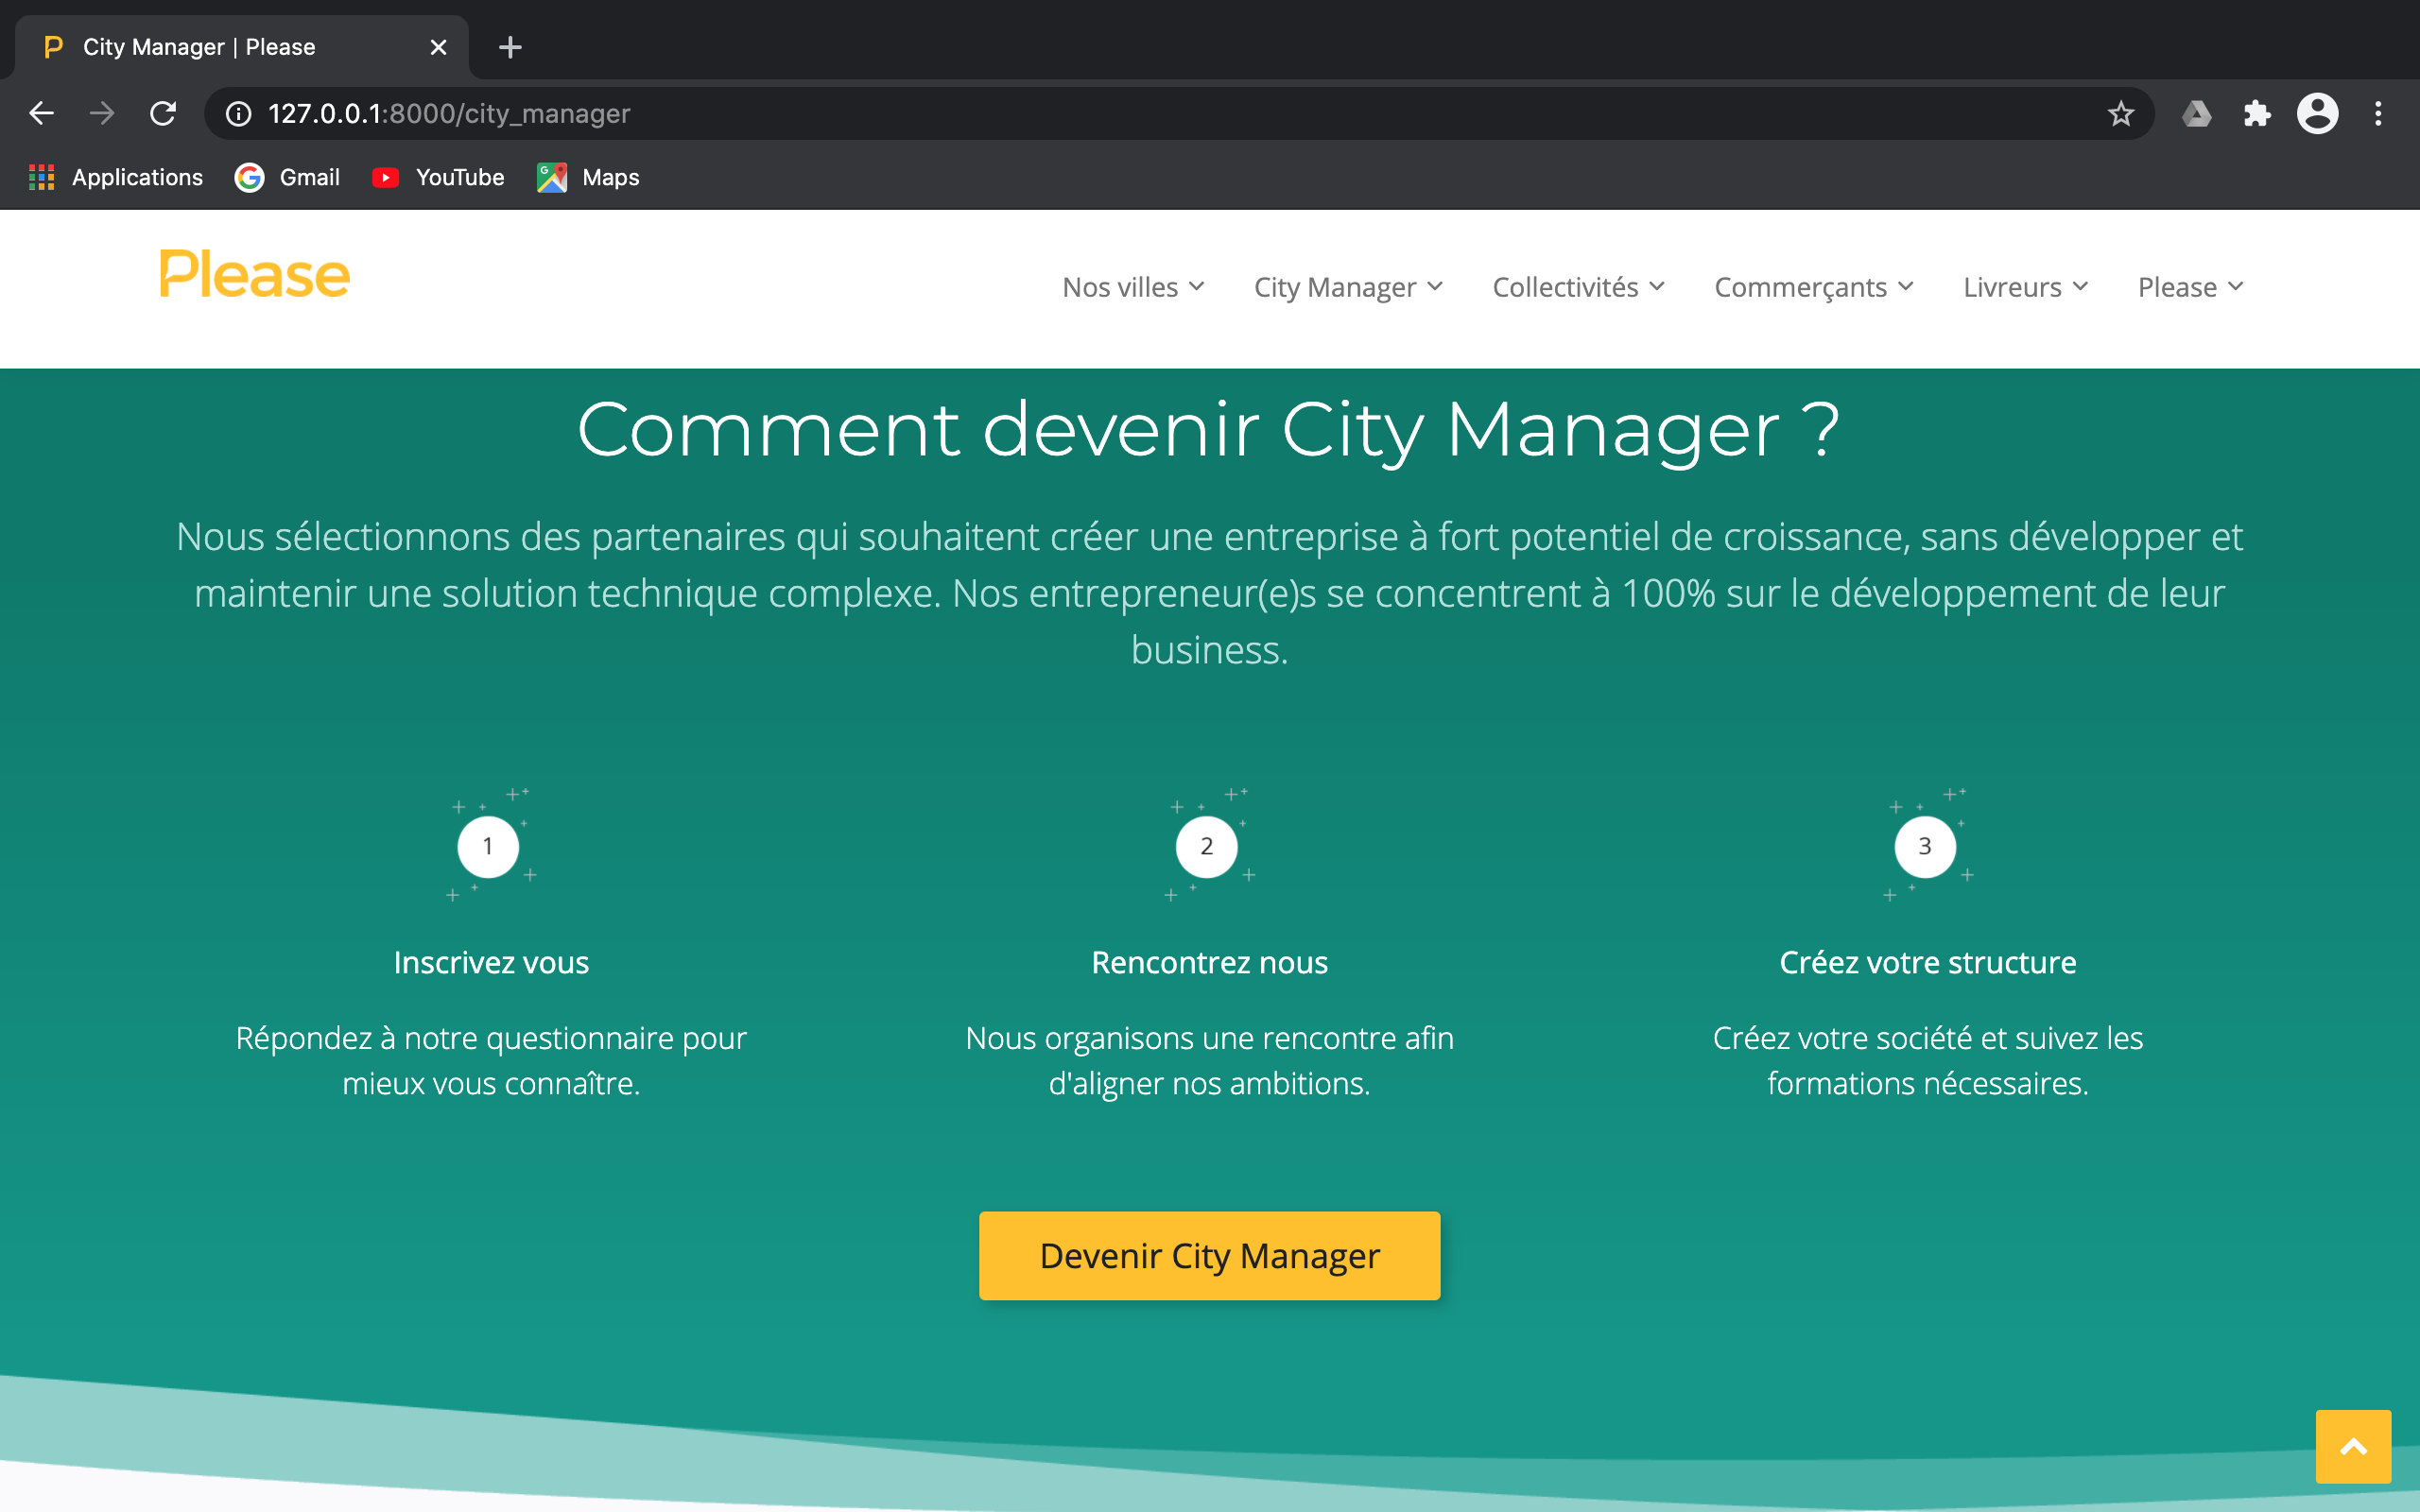 City Manager | Please
127.0.0.1:8000/city_manager
Applications Gmail YouTube Maps
Please
Nos villes City Manager Collectivités Commerçants Livreurs Please
Comment devenir City Manager ?
Nous sélectionnons des partenaires qui souhaitent créer une entreprise à fort potentiel de croissance, sans développer et
maintenir une solution technique complexe. Nos entrepreneur(e)s se concentrent à 100% sur le développement de leur
business.
1
Inscrivez vous
Répondez à notre questionnaire pour
mieux vous connaître.
2
Rencontrez nous
Nous organisons une rencontre afin
d'aligner nos ambitions.
3
Créez votre structure
Créez votre société et suivez les
formations nécessaires.
Devenir City Manager